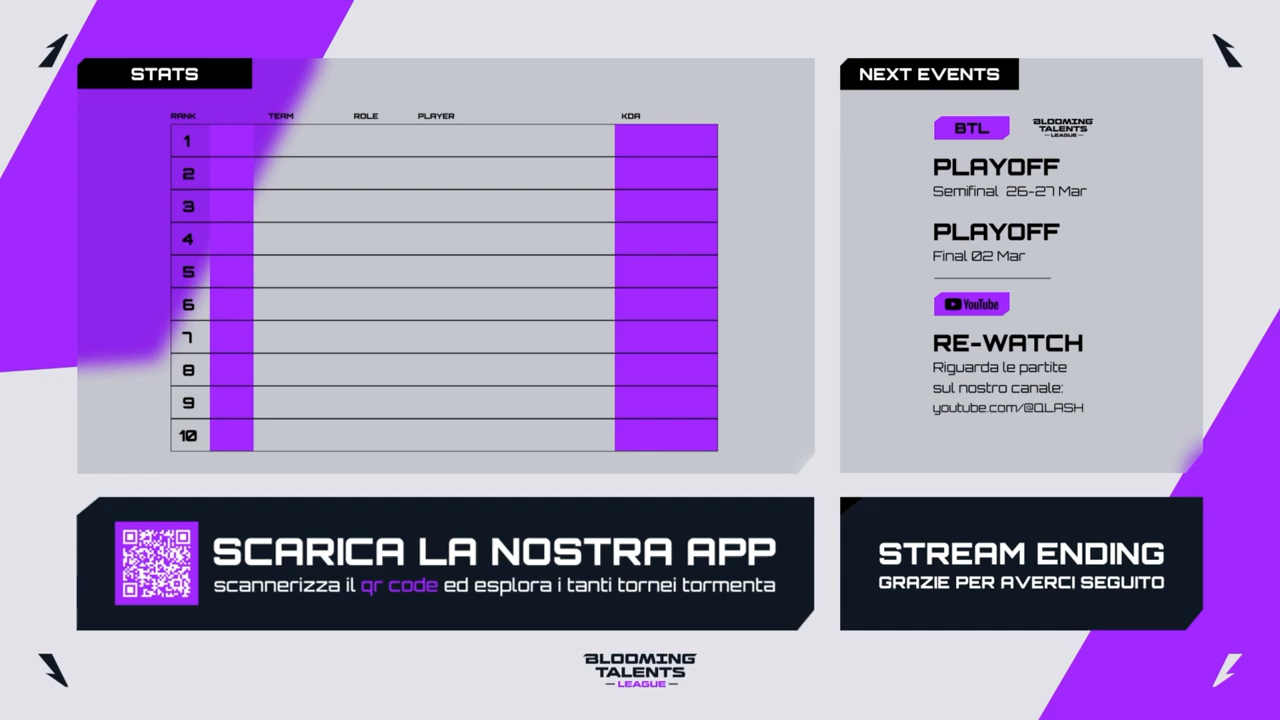 STATS
RANK TEAM ROLE PLAYER KDA
1
2
3
4
5
6
7
8
9
10
NEXT EVENTS
BTL BLOOMING TALENTS LEAGUE
PLAYOFF
Semifinal 26-27 Mar
PLAYOFF
Final 02 Mar
YouTube
RE-WATCH
Riguarda le partite
sul nostro canale:
youtube.com/@QLASH
SCARICA LA NOSTRA APP
scannerizza il qr code ed esplora i tanti tornei tormenta
STREAM ENDING
GRAZIE PER AVERCI SEGUITO
BLOOMING
TALENTS
LEAGUE